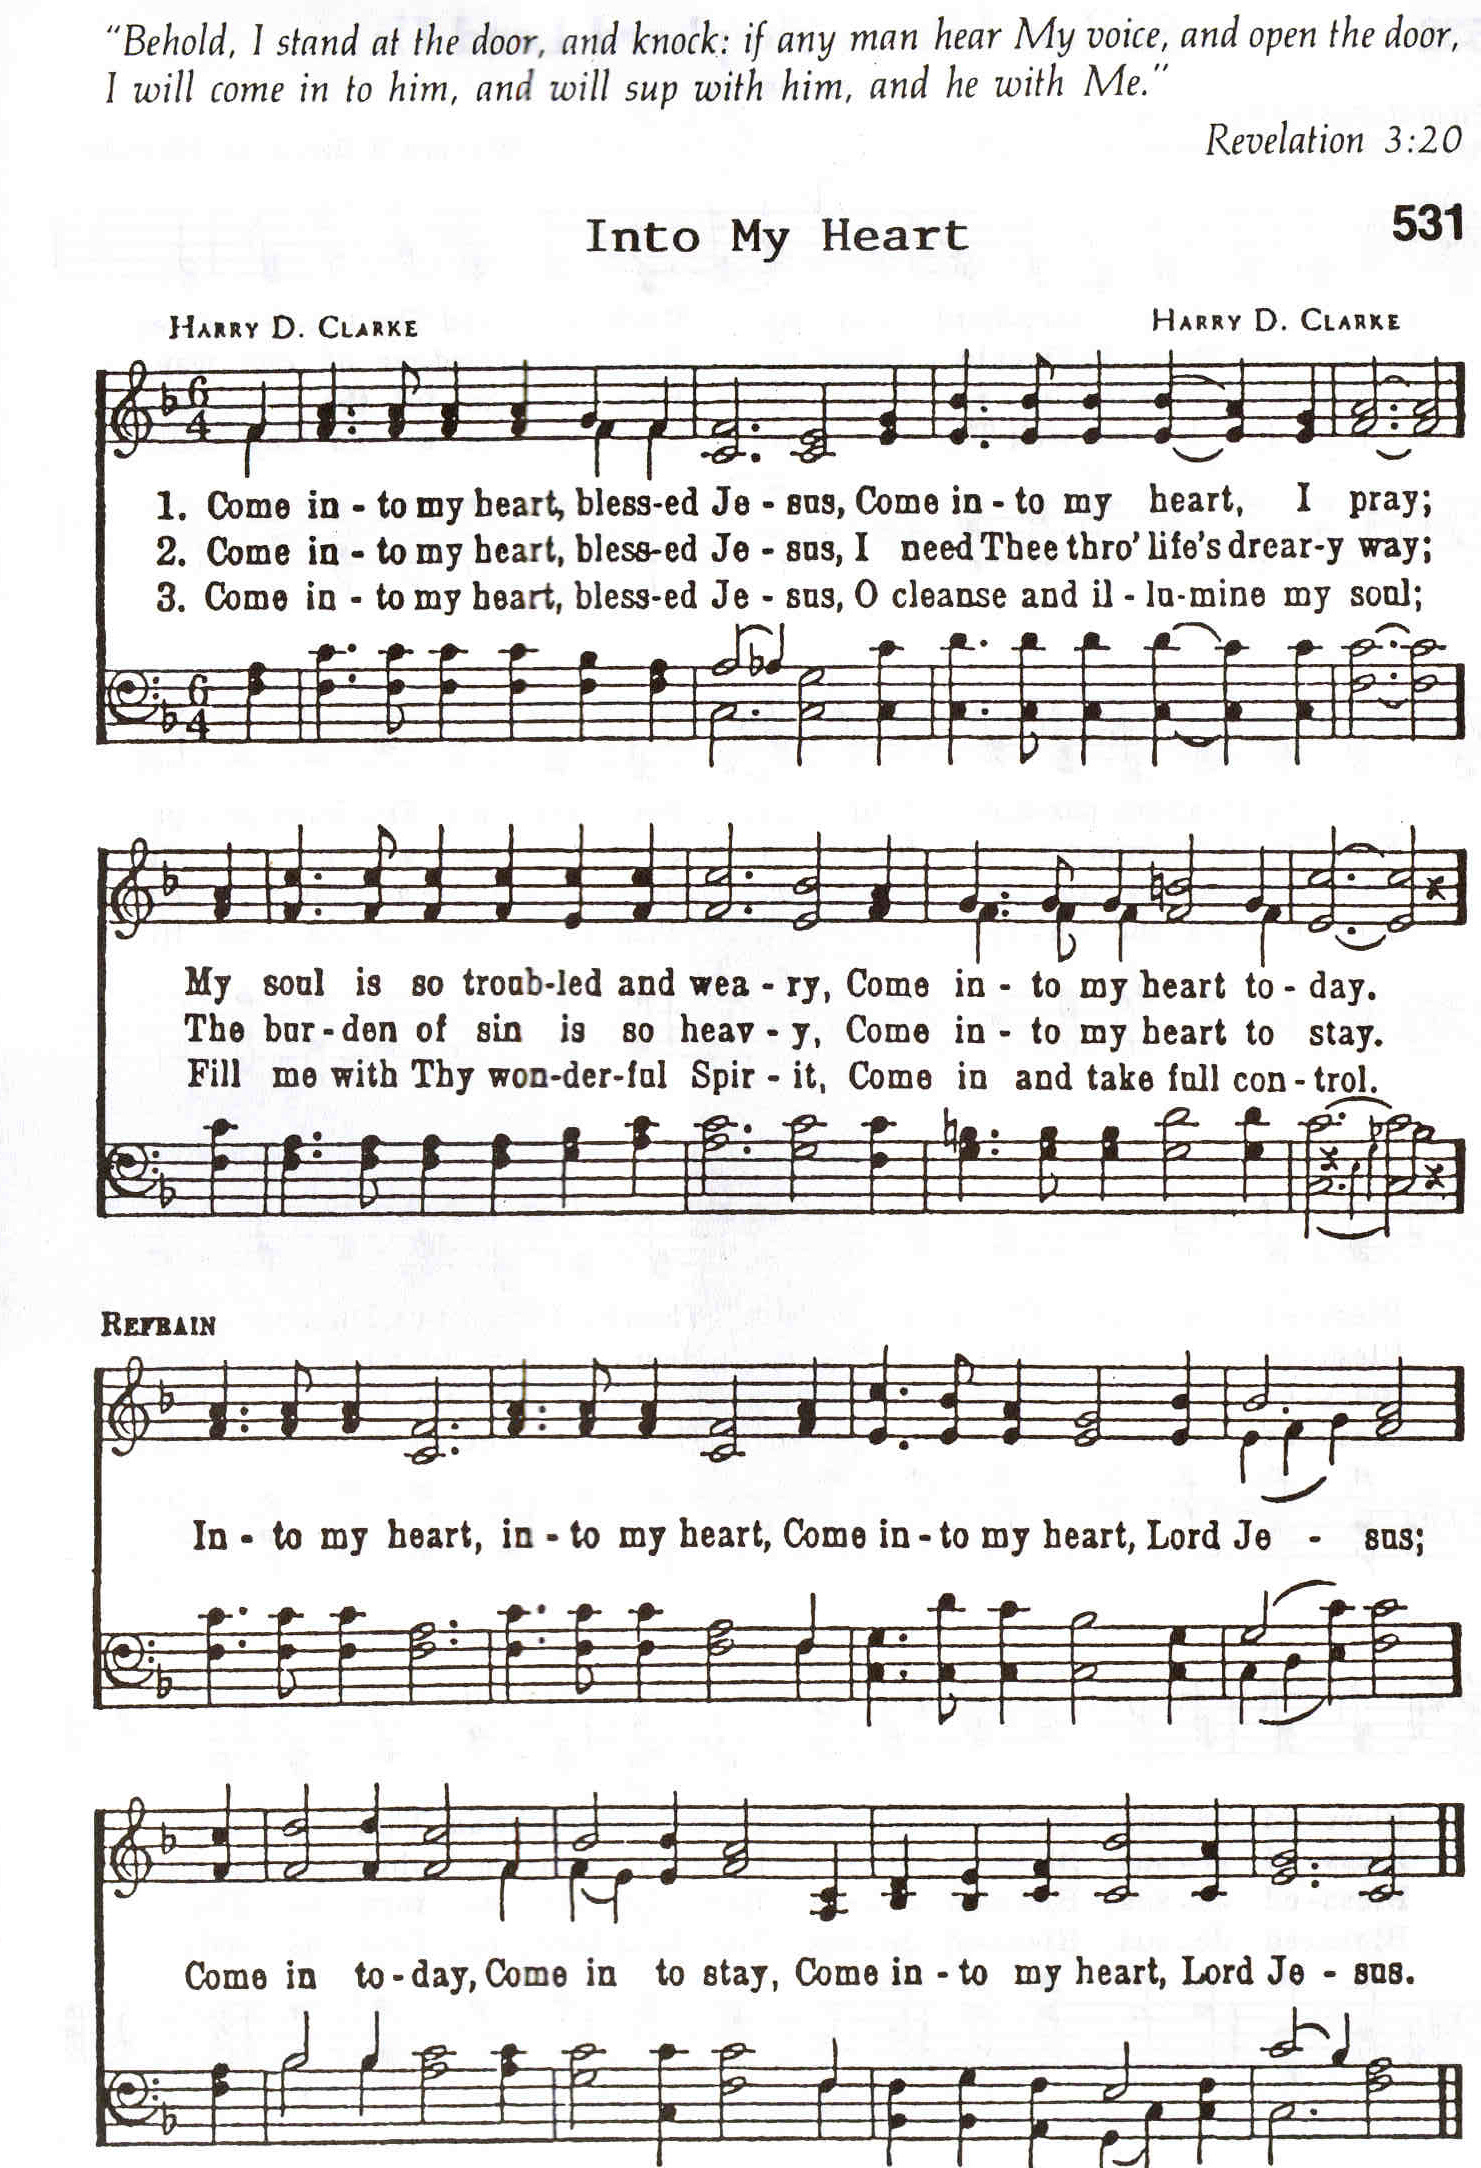 "Behold, I stand at the door, and knock: if any man hear My voice, and open the door,
I will come in to him, and will sup with him, and he with Me."
Revelation 3:20
Into My Heart
531
HARRY D. CLARKE
HARRY D. CLARKE
6
4
1. Come in - to my heart, bless-ed Je - sus, Come in - to my heart, I pray;
2. Come in - to my heart, bless-ed Je - sus, I need Thee thro' life's drear-y way;
3. Come in - to my heart, bless-ed Je - sus, O cleanse and il - lu-mine my soul;
6
4
My soul is so troub-led and wea - ry, Come in - to my heart to - day.
The bur-den of sin is so heav - y, Come in - to my heart to stay.
Fill me with Thy won-der-ful Spir - it, Come in and take full con - trol.
REFRAIN
In - to my heart, in - to my heart, Come in - to my heart, Lord Je - sus;
Come in to - day, Come in to stay, Come in - to my heart, Lord Je - sus.